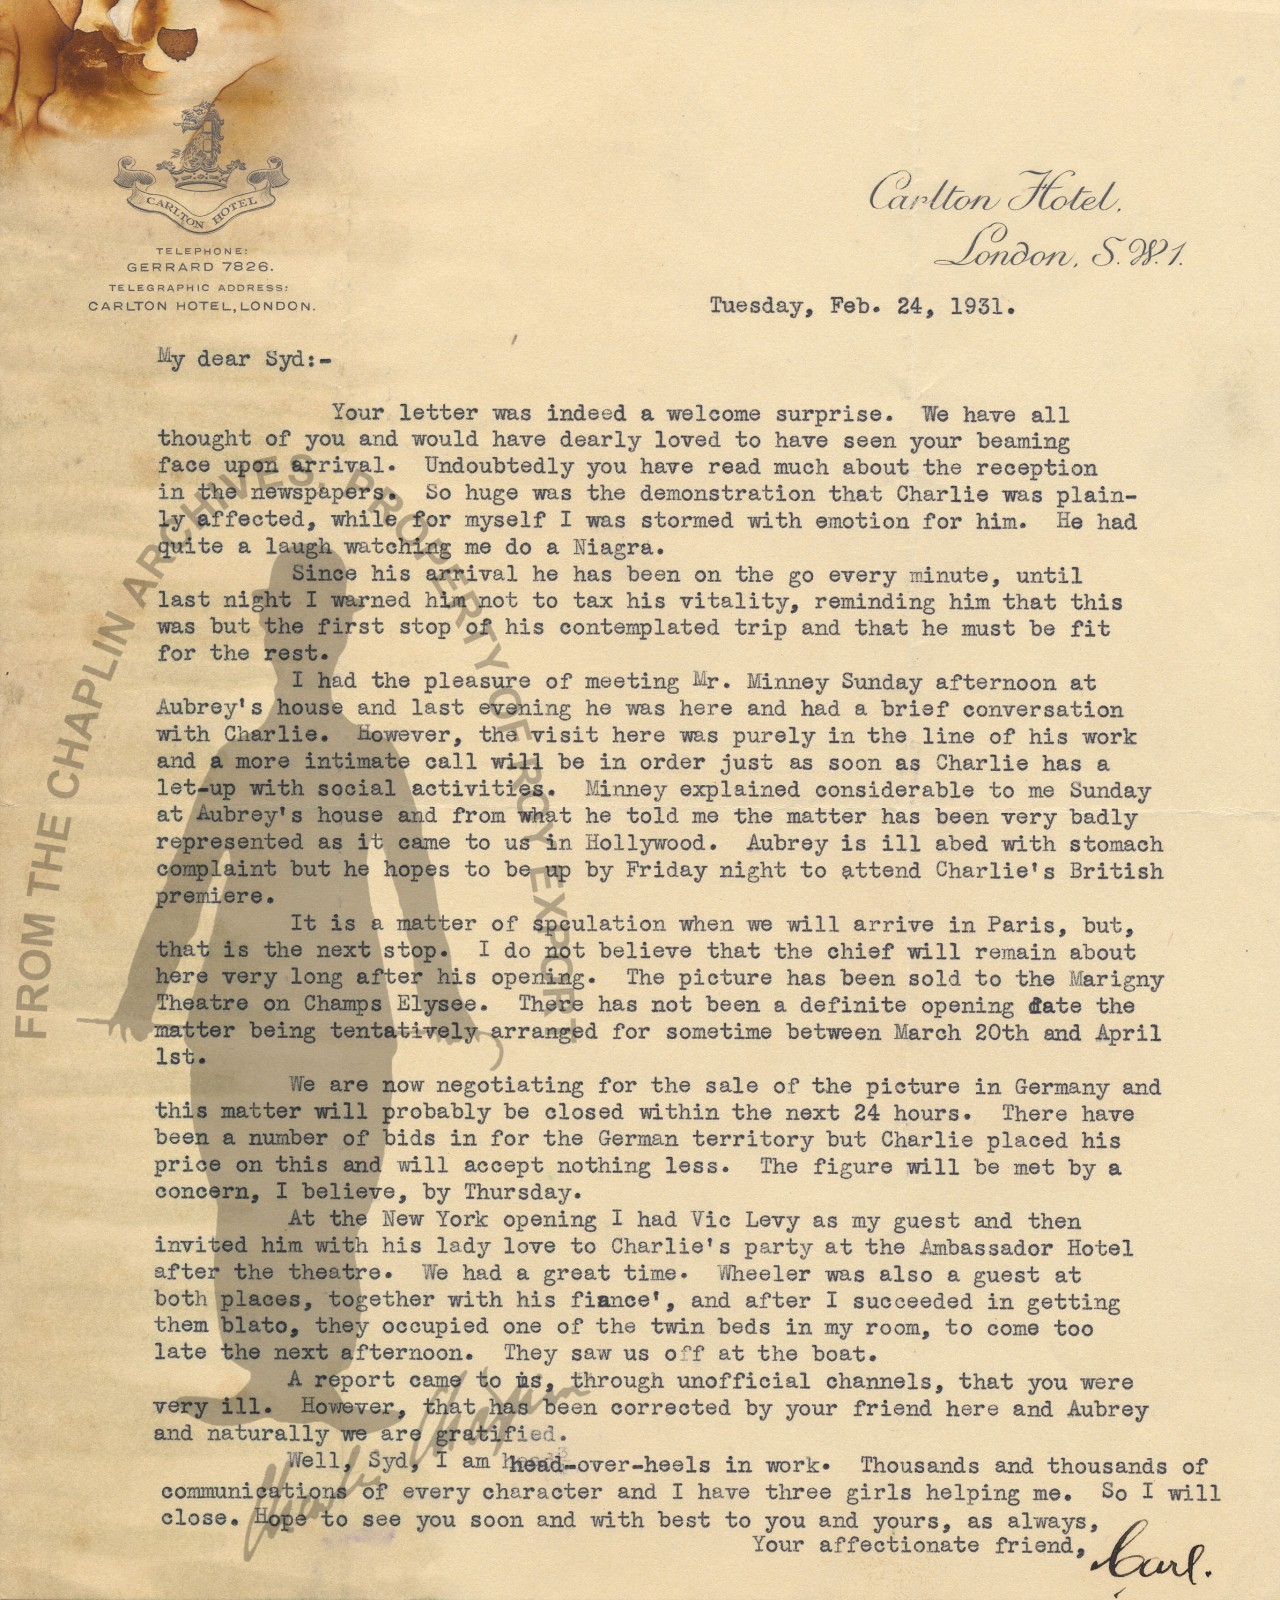 CARLTON HOTEL
TELEPHONE:
GERRARD 7826.
TELEGRAPHIC ADDRESS:
CARLTON HOTEL, LONDON.
Carlton Hotel.
London, S.W.1.
Tuesday, Feb. 24, 1931.
My dear Syd:-
Your letter was indeed a welcome surprise. We have all
thought of you and would have dearly loved to have seen your beaming
face upon arrival. Undoubtedly you have read much about the reception
in the newspapers. So huge was the demonstration that Charlie was plain-
ly affected, while for myself I was stormed with emotion for him. He had
quite a laugh watching me do a Niagra.
Since his arrival he has been on the go every minute, until
last night I warned him not to tax his vitality, reminding him that this
was but the first stop of his contemplated trip and that he must be fit
for the rest.
I had the pleasure of meeting Mr. Minney Sunday afternoon at
Aubrey's house and last evening he was here and had a brief conversation
with Charlie. However, the visit here was purely in the line of his work
and a more intimate call will be in order just as soon as Charlie has a
let-up with social activities. Minney explained considerable to me Sunday
at Aubrey's house and from what he told me the matter has been very badly
represented as it came to us in Hollywood. Aubrey is ill abed with stomach
complaint but he hopes to be up by Friday night to attend Charlie's British
premiere.
It is a matter of spculation when we will arrive in Paris, but,
that is the next stop. I do not believe that the chief will remain about
here very long after his opening. The picture has been sold to the Marigny
Theatre on Champs Elysee. There has not been a definite opening date the
matter being tentatively arranged for sometime between March 20th and April
1st.
We are now negotiating for the sale of the picture in Germany and
this matter will probably be closed within the next 24 hours. There have
been a number of bids in for the German territory but Charlie placed his
price on this and will accept nothing less. The figure will be met by a
concern, I believe, by Thursday.
At the New York opening I had Vic Levy as my guest and then
invited him with his lady love to Charlie's party at the Ambassador Hotel
after the theatre. We had a great time. Wheeler was also a guest at
both places, together with his fiance', and after I succeeded in getting
them blato, they occupied one of the twin beds in my room, to come too
late the next afternoon. They saw us off at the boat.
A report came to us, through unofficial channels, that you were
very ill. However, that has been corrected by your friend here and Aubrey
and naturally we are gratified.
Well, Syd, I am head-over-heels in work. Thousands and thousands of
communications of every character and I have three girls helping me. So I will
close. Hope to see you soon and with best to you and yours, as always,
Your affectionate friend,
Carl.
FROM THE CHAPLIN ARCHIVES, PROPERTY OF ROY EXPORT
Charlie Chaplin